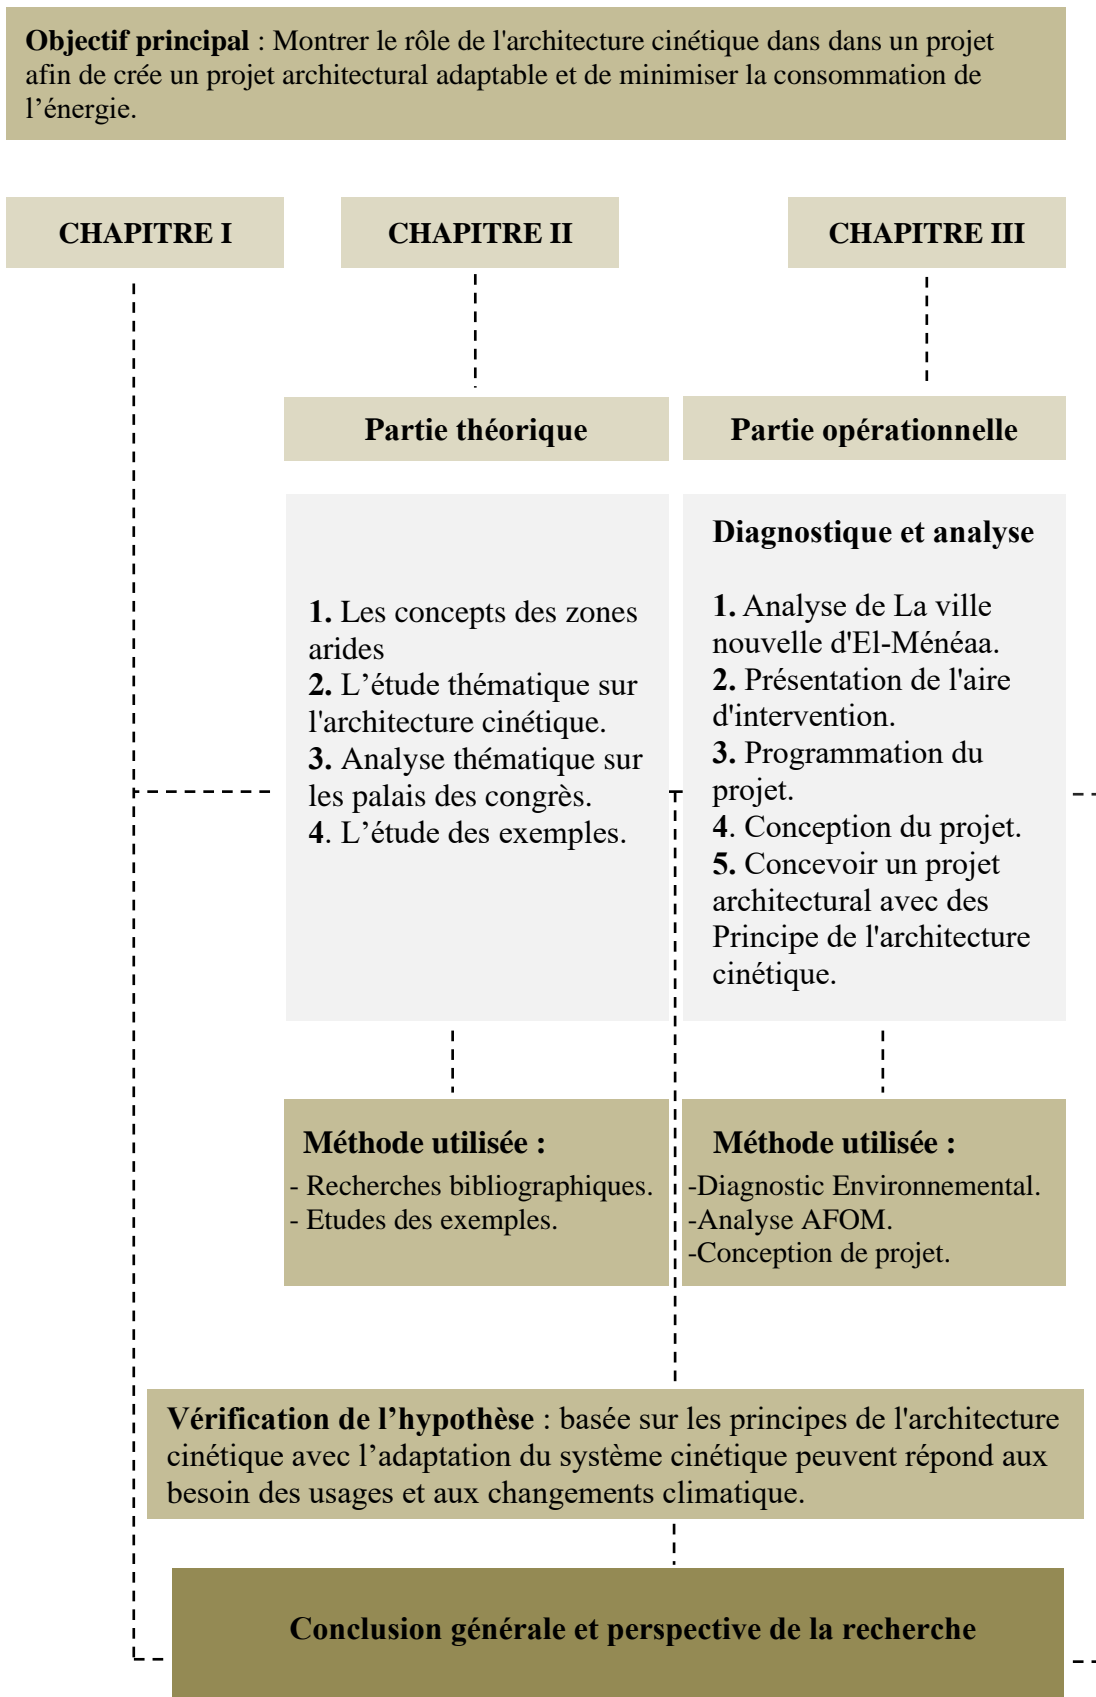 Objectif principal : Montrer le rôle de l'architecture cinétique dans dans un projet
afin de crée un projet architectural adaptable et de minimiser la consommation de
l’énergie.
CHAPITRE I
CHAPITRE II
CHAPITRE III
Partie théorique
Partie opérationnelle
1. Les concepts des zones
arides
2. L’étude thématique sur
l'architecture cinétique.
3. Analyse thématique sur
les palais des congrès.
4. L’étude des exemples.
Diagnostique et analyse
1. Analyse de La ville
nouvelle d'El-Ménéaa.
2. Présentation de l'aire
d'intervention.
3. Programmation du
projet.
4. Conception du projet.
5. Concevoir un projet
architectural avec des
Principe de l'architecture
cinétique.
Méthode utilisée :
- Recherches bibliographiques.
- Etudes des exemples.
Méthode utilisée :
-Diagnostic Environnemental.
-Analyse AFOM.
-Conception de projet.
Vérification de l’hypothèse : basée sur les principes de l'architecture
cinétique avec l’adaptation du système cinétique peuvent répond aux
besoin des usages et aux changements climatique.
Conclusion générale et perspective de la recherche